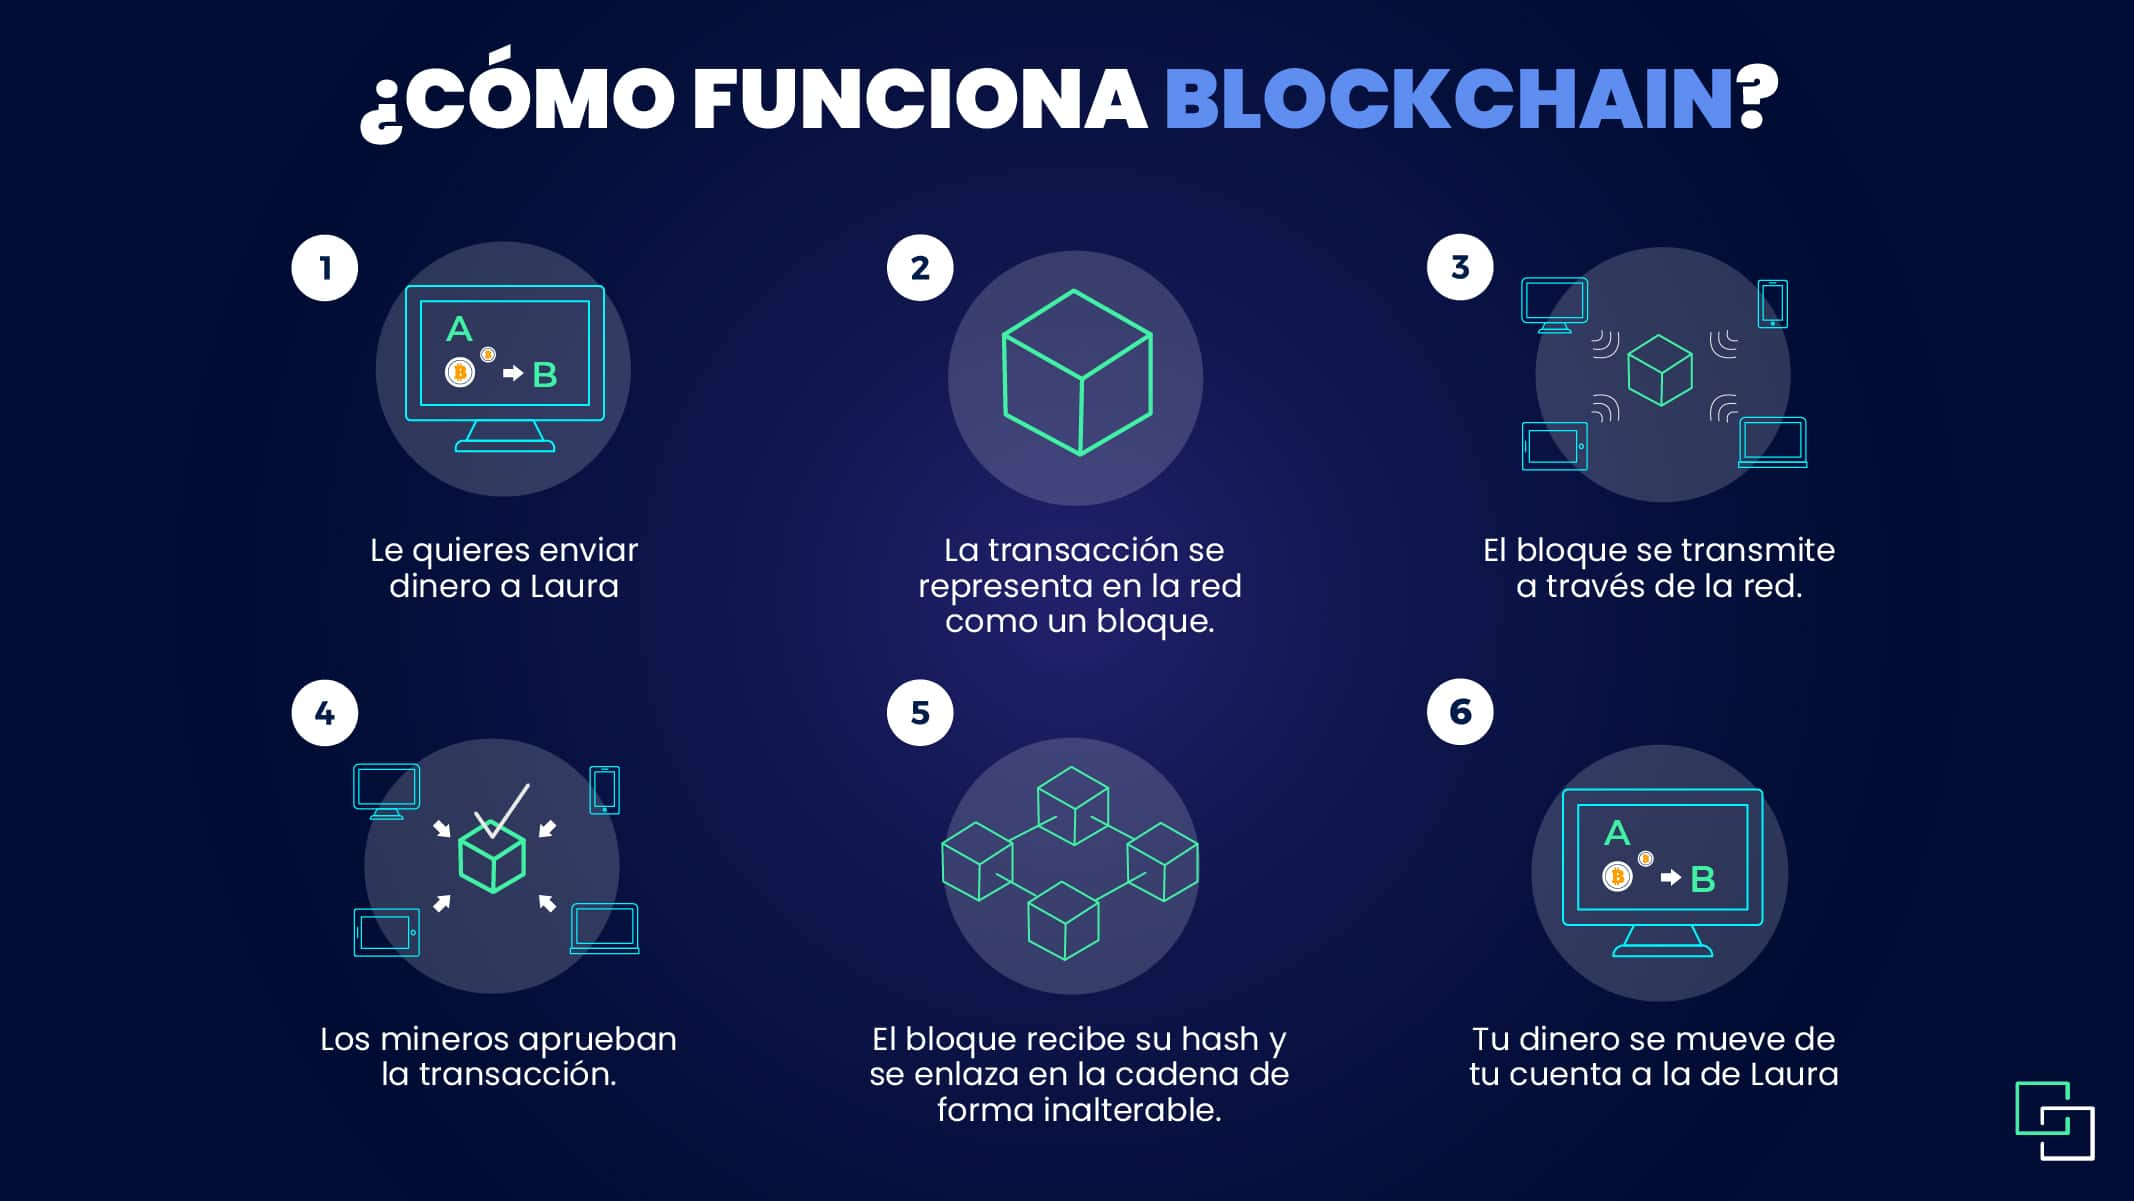 ¿CÓMO FUNCIONA BLOCKCHAIN?
1
A
B
Le quieres enviar
dinero a Laura
2
La transacción se
representa en la red
como un bloque.
3
El bloque se transmite
a través de la red.
4
Los mineros aprueban
la transacción.
5
El bloque recibe su hash y
se enlaza en la cadena de
forma inalterable.
6
A
B
Tu dinero se mueve de
tu cuenta a la de Laura